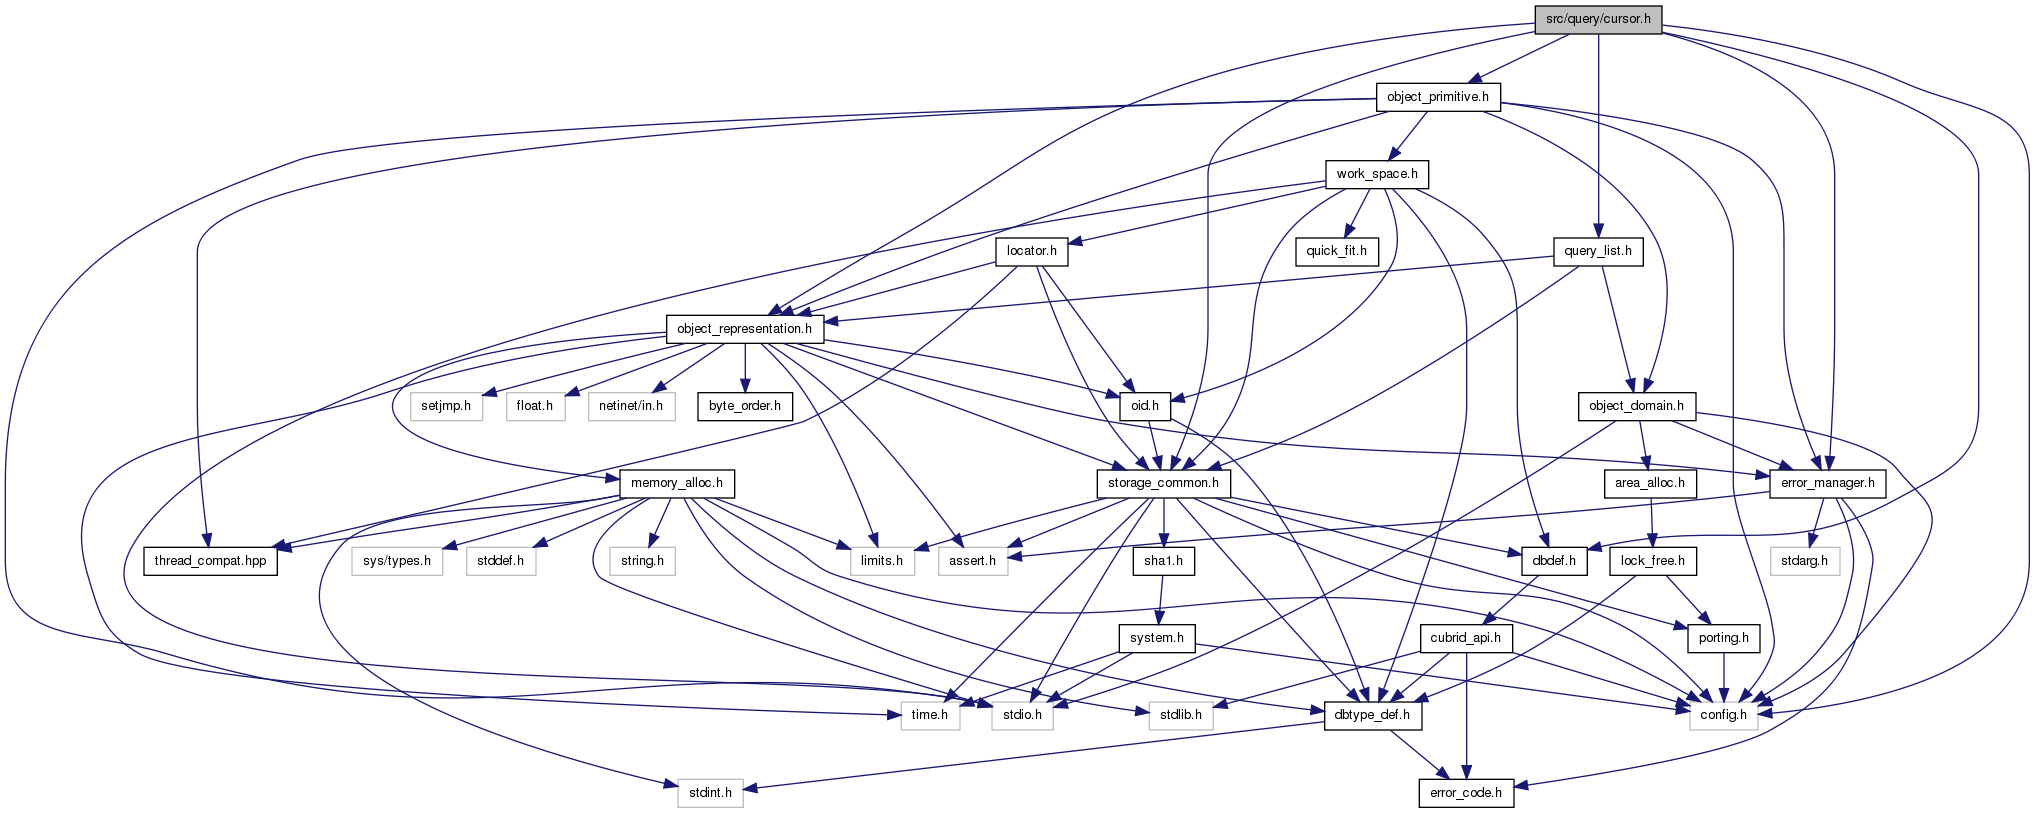 src/query/cursor.h
object_primitive.h
work_space.h
locator.h
quick_fit.h
query_list.h
object_representation.h
setjmp.h
float.h
netinet/in.h
byte_order.h
oid.h
object_domain.h
memory_alloc.h
storage_common.h
area_alloc.h
error_manager.h
thread_compat.hpp
sys/types.h
stddef.h
string.h
limits.h
assert.h
sha1.h
dbdef.h
lock_free.h
stdarg.h
system.h
cubrid_api.h
porting.h
time.h
stdio.h
stdlib.h
dbtype_def.h
config.h
stdint.h
error_code.h